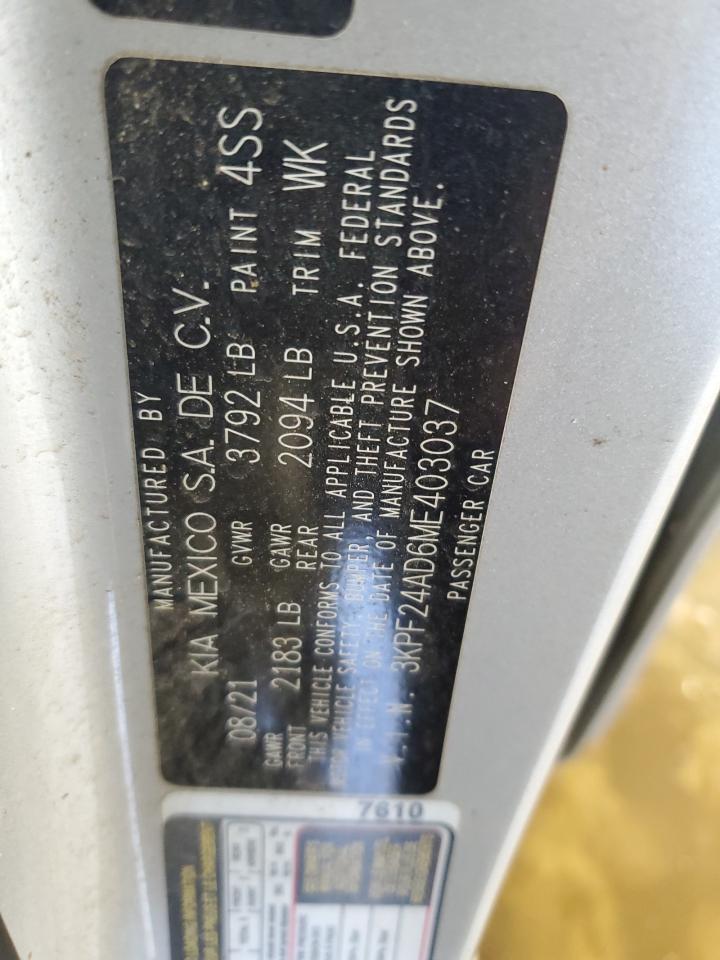 MANUFACTURED BY
KIA MEXICO S.A. DE C.V.
08/21 GVWR 3792 LB PAINT 4SS
GAWR FRONT 2183 LB GAWR REAR 2094 LB TRIM WK
THIS VEHICLE CONFORMS TO ALL APPLICABLE U.S.A. FEDERAL
MOTOR VEHICLE SAFETY, BUMPER, AND THEFT PREVENTION STANDARDS
IN EFFECT ON THE DATE OF MANUFACTURE SHOWN ABOVE.
V.I.N. 3KPF24AD6ME403037
PASSENGER CAR
7610